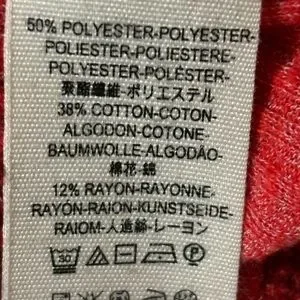 50% POLYESTER-POLYESTER-
POLIESTER-POLIESTERE-
POLYESTER-POLÉSTER-
聚酯纖維-ポリエステル
38% COTTON-COTON-
ALGODON-COTONE-
BAUMWOLLE-ALGODÃO-
棉花-綿
12% RAYON-RAYONNE-
RAYÓN-RAION-KUNSTSEIDE-
RAIOM-人造絲-レーヨン
30 P